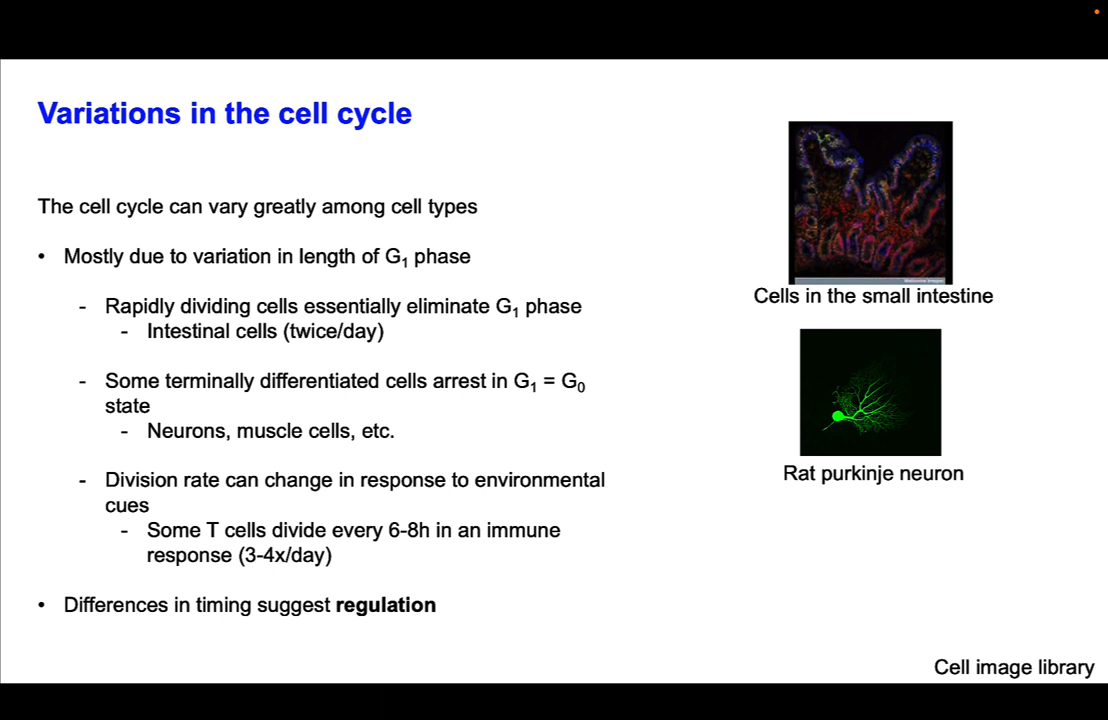 Variations in the cell cycle
The cell cycle can vary greatly among cell types
• Mostly due to variation in length of G₁ phase
- Rapidly dividing cells essentially eliminate G₁ phase
- Intestinal cells (twice/day)
- Some terminally differentiated cells arrest in G₁ = G₀
state
- Neurons, muscle cells, etc.
- Division rate can change in response to environmental
cues
- Some T cells divide every 6-8h in an immune
response (3-4x/day)
• Differences in timing suggest regulation
Cells in the small intestine
Rat purkinje neuron
Cell image library